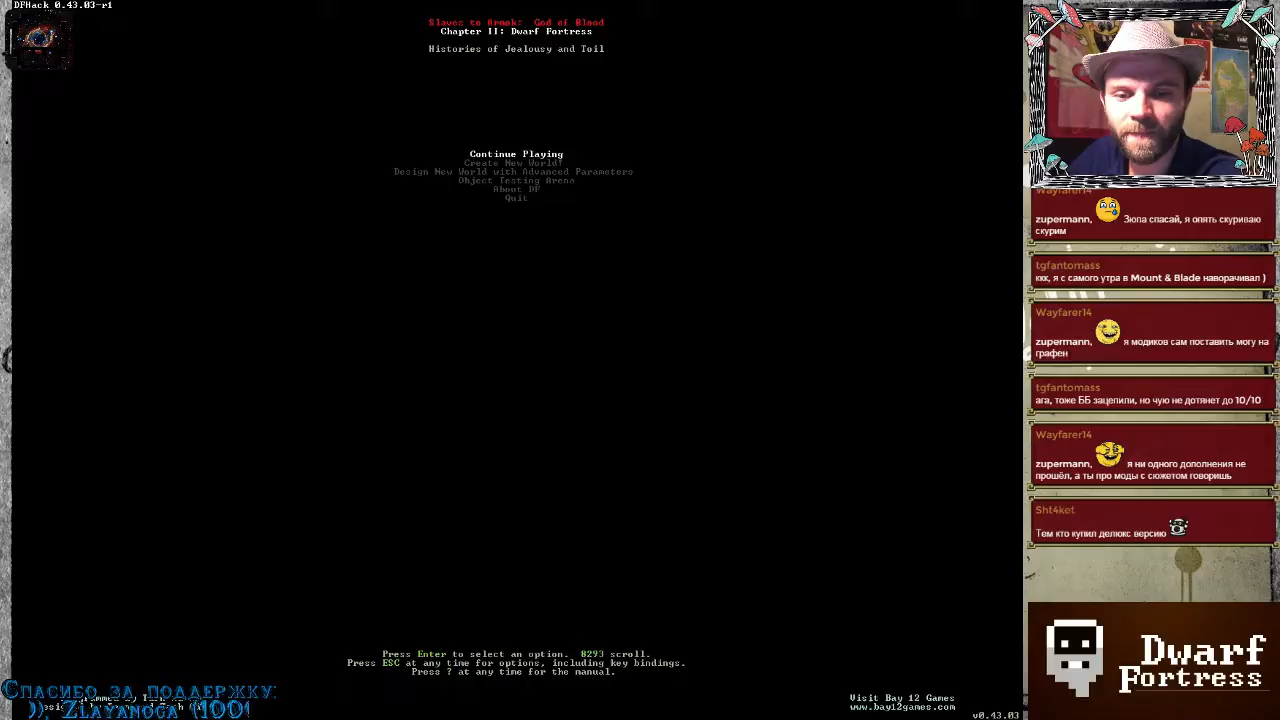 DFHack 0.43.03-r1
Slaves to Armok: God of Blood
Chapter II: Dwarf Fortress
Histories of Jealousy and Toil
Continue Playing
Create New World!
Design New World with Advanced Parameters
Object Testing Arena
About DF
Quit
Press Enter to select an option. 8293 scroll.
Press ESC at any time for options, including key bindings.
Press ? at any time for the manual.
Спасибо за поддержку:
)), Zlayanoga (100
Visit Bay 12 Games
www.bay12games.com
v0.43.03
Wayfarer14
zupermann, Зюпа спасай, я опять скуриваю
скурим
tgfantomass
ккк, я с самого утра в Mount & Blade наворачивал )
Wayfarer14
zupermann, я модиков сам поставить могу на
графен
tgfantomass
ага, тоже ББ зацепили, но чую не дотянет до 10/10
Wayfarer14
zupermann, я ни одного дополнения не
прошёл, а ты про моды с сюжетом говоришь
Sht4ket
Тем кто купил делюкс версию
Dwarf
Fortress